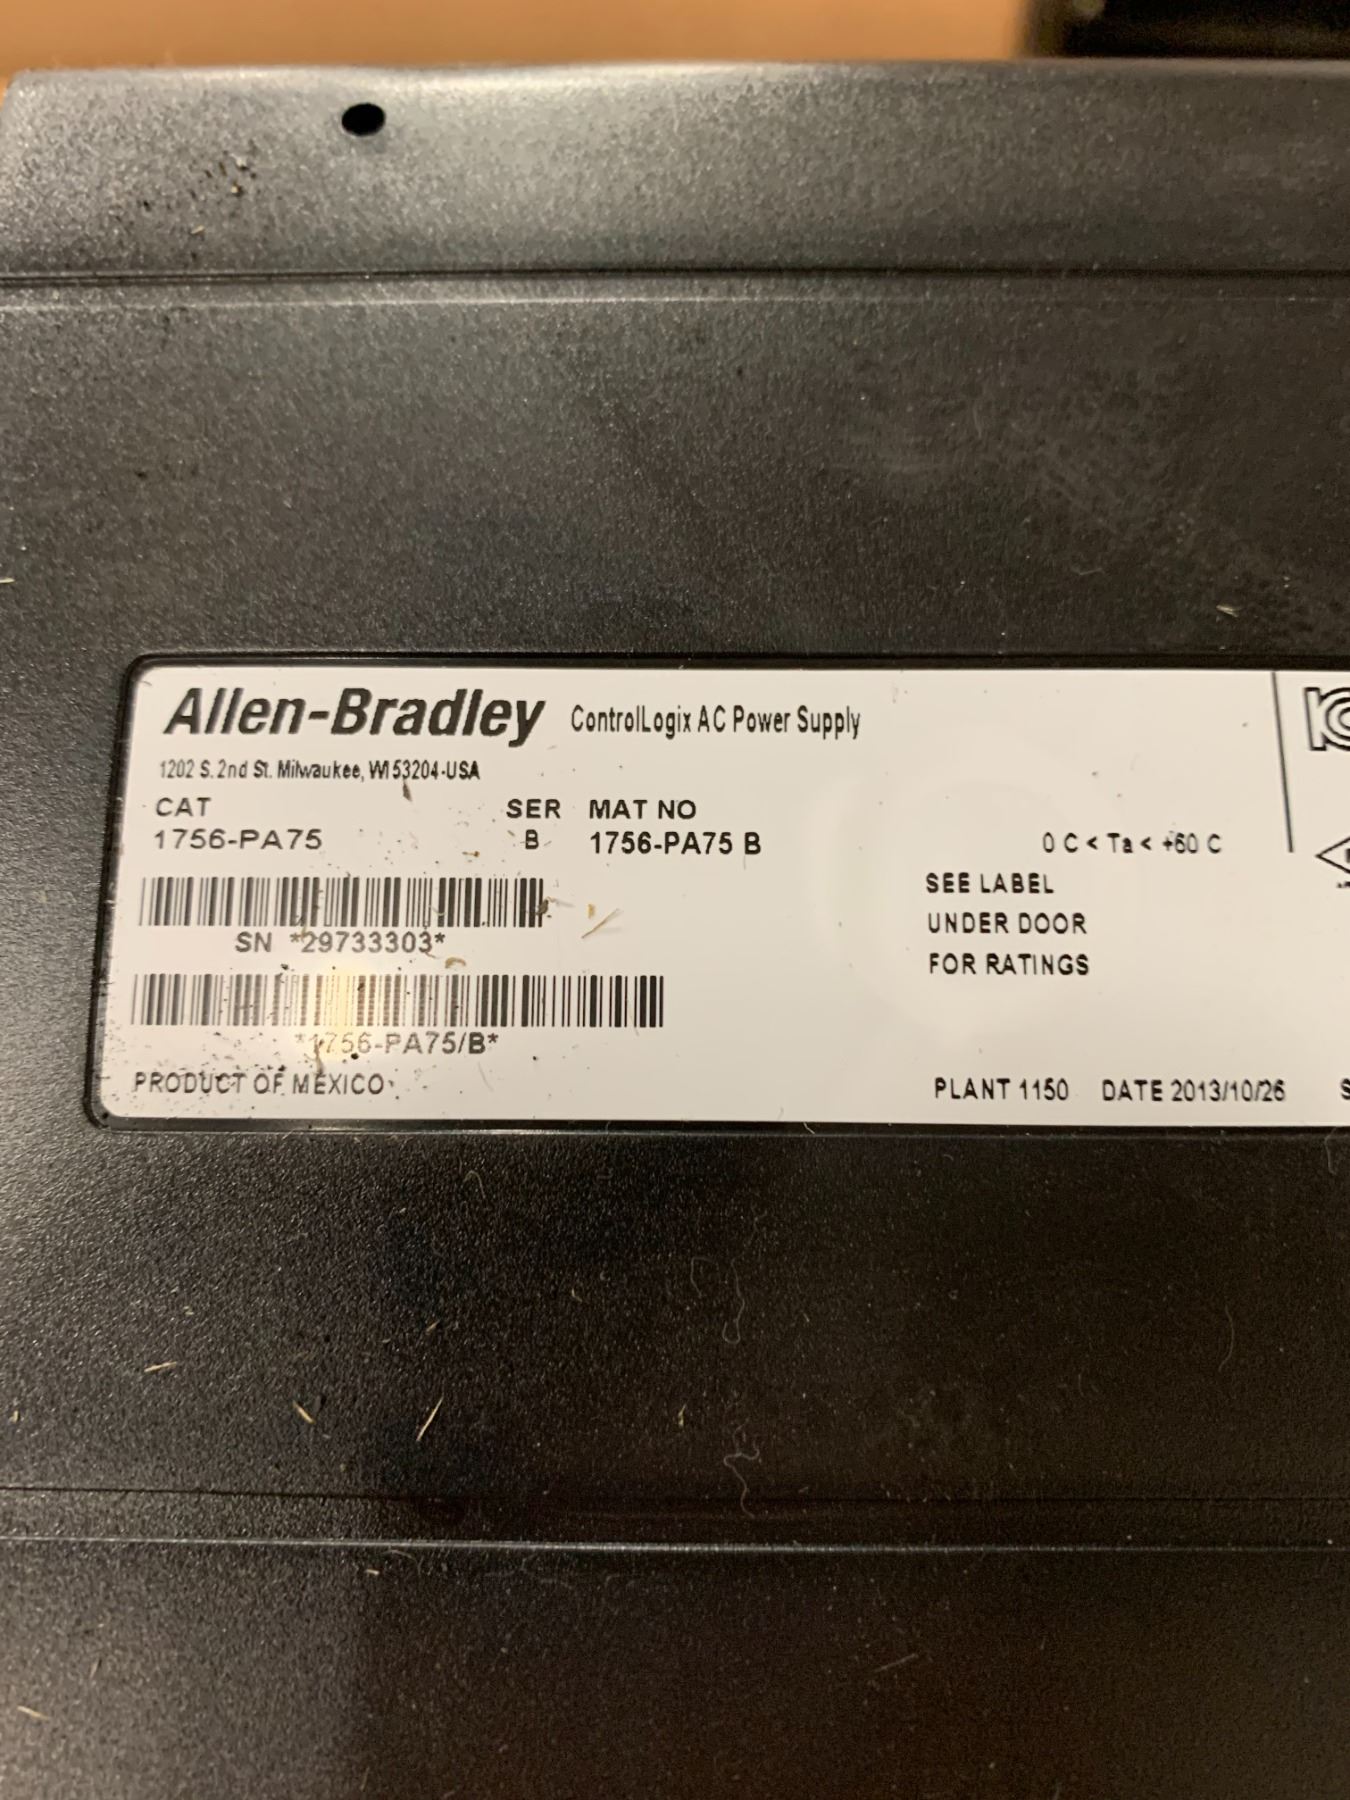 Allen-Bradley ControlLogix AC Power Supply
1202 S. 2nd St. Milwaukee, WI 53204-USA
CAT SER MAT NO
1756-PA75 B 1756-PA75 B
0 C < Ta < +60 C
SEE LABEL
UNDER DOOR
FOR RATINGS
SN *29733303*
*1756-PA75/B*
PRODUCT OF MEXICO
PLANT 1150 DATE 2013/10/26